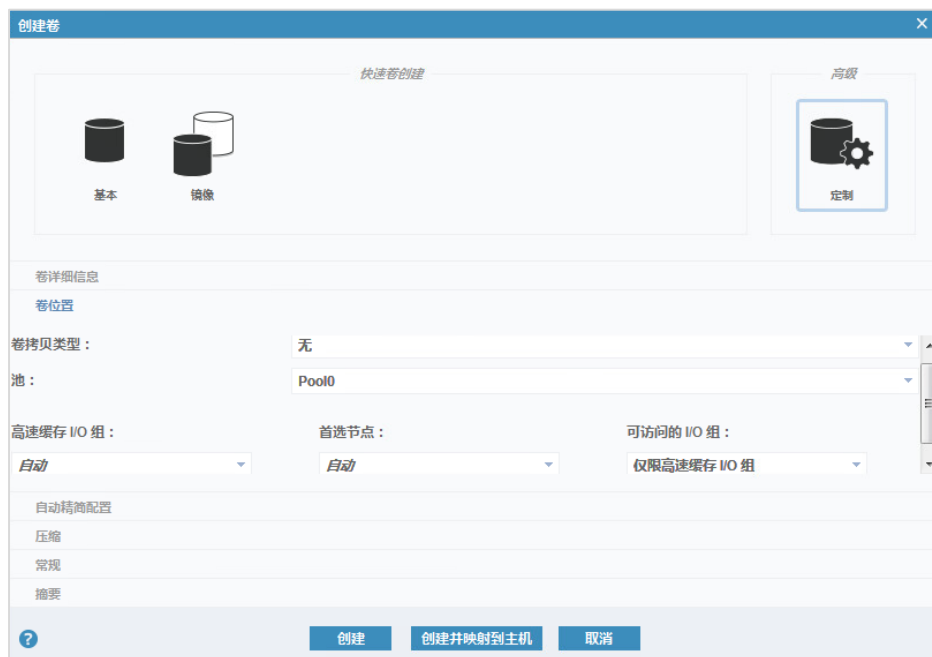 创建卷
快速卷创建
高级
基本
镜像
定制
卷详细信息
卷位置
卷拷贝类型：
无
池：
Pool0
高速缓存 I/O 组：
首选节点：
可访问的 I/O 组：
自动
自动
仅限高速缓存 I/O 组
自动精简配置
压缩
常规
摘要
?
创建
创建并映射到主机
取消